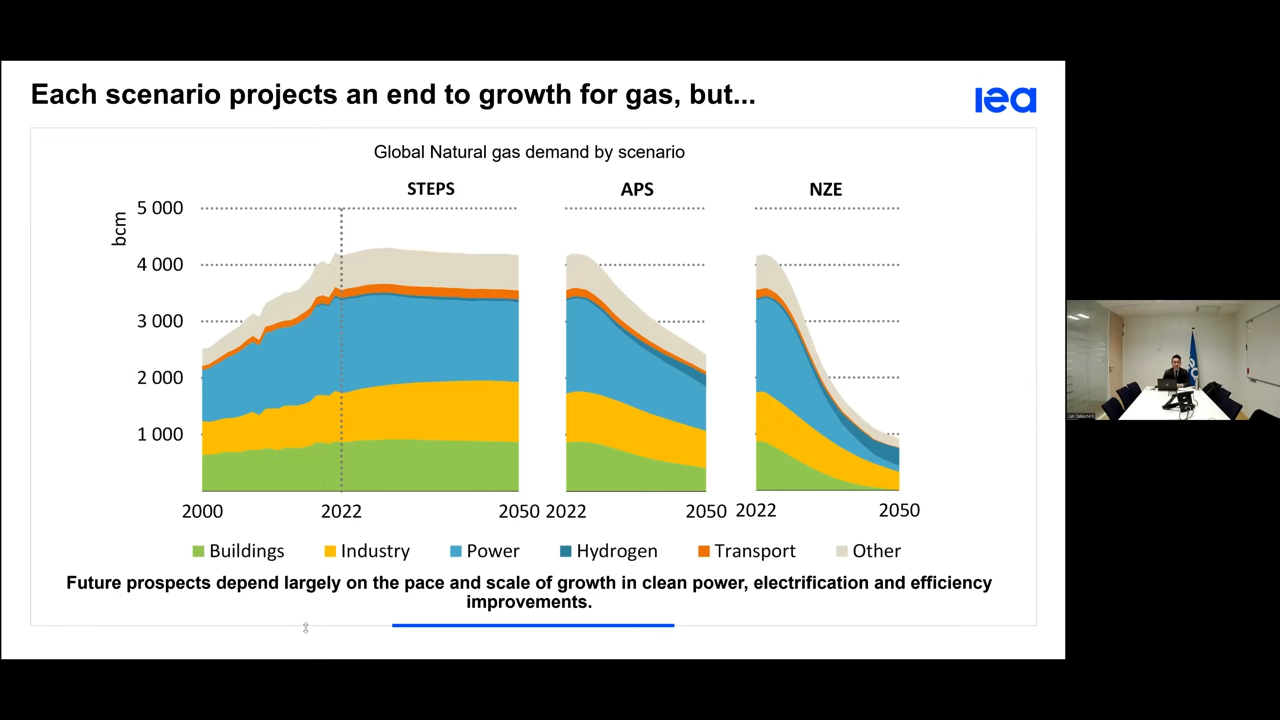 Each scenario projects an end to growth for gas, but...
iea
Global Natural gas demand by scenario
STEPS
APS
NZE
bcm
5 000
4 000
3 000
2 000
1 000
2000
2022
2050
2022
2050
2022
2050
Buildings
Industry
Power
Hydrogen
Transport
Other
Future prospects depend largely on the pace and scale of growth in clean power, electrification and efficiency
improvements.